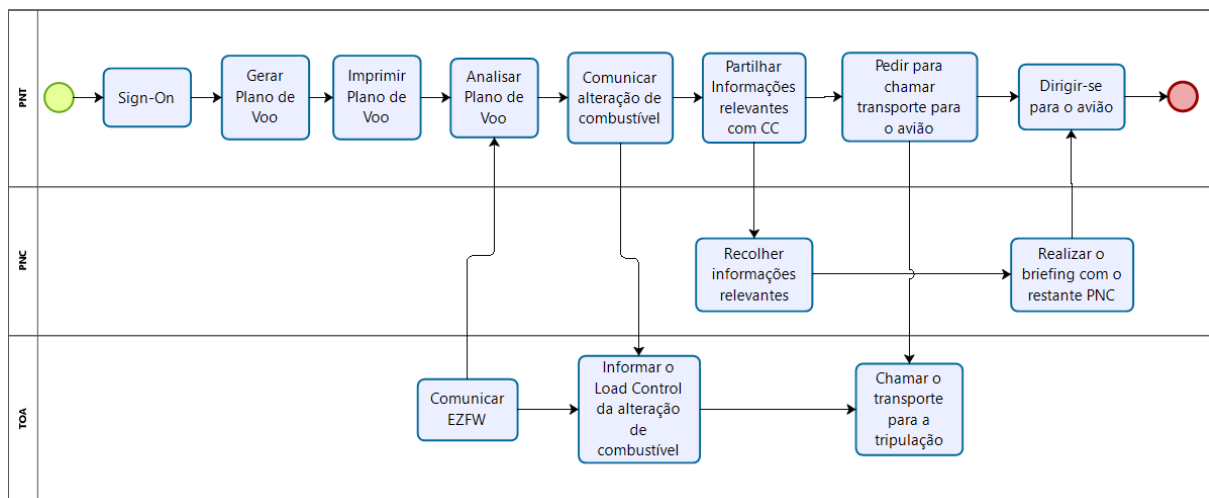 PNT
Sign-On
Gerar
Plano de
Voo
Imprimir
Plano de
Voo
Analisar
Plano de
Voo
Comunicar
alteração de
combustível
Partilhar
Informações
relevantes
com CC
Pedir para
chamar
transporte para
o avião
Dirigir-se
para o avião
PNC
Recolher
informações
relevantes
Realizar o
briefing com o
restante PNC
TOA
Comunicar
EZFW
Informar o
Load Control
da alteração
de
combustível
Chamar o
transporte
para a
tripulação